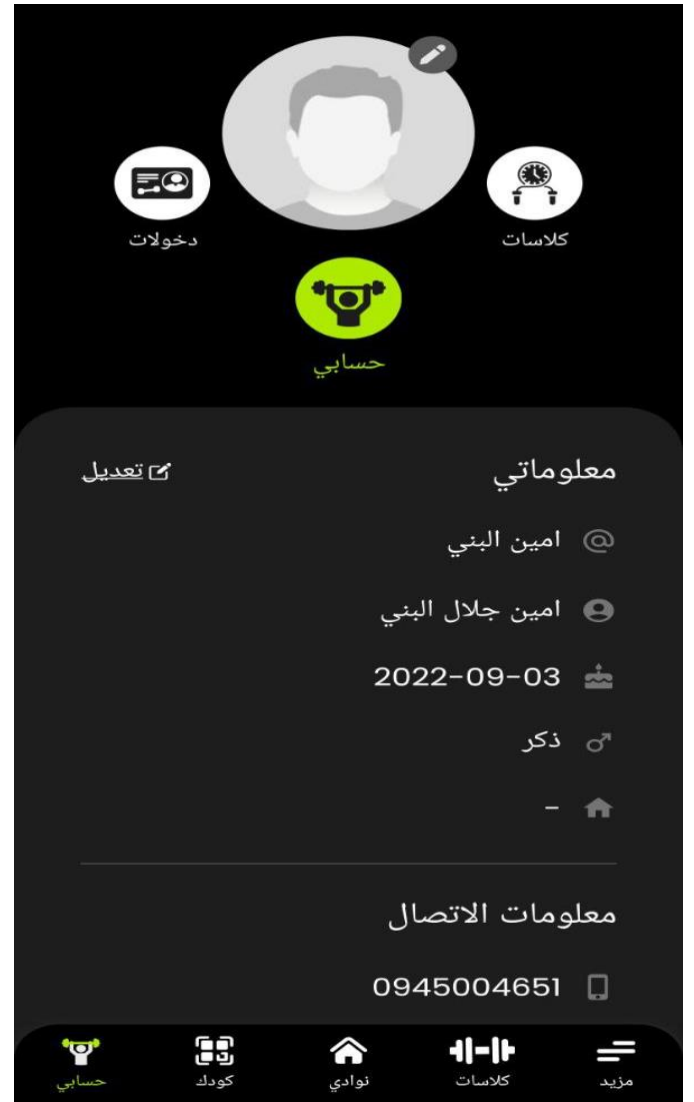 كلاسات
دخولات
حسابي
معلوماتي
تعديل
امين البني
امين جلال البني
2022-09-03
ذكر
-
معلومات الاتصال
0945004651
مزيد
كلاسات
نوادي
كودك
حسابي